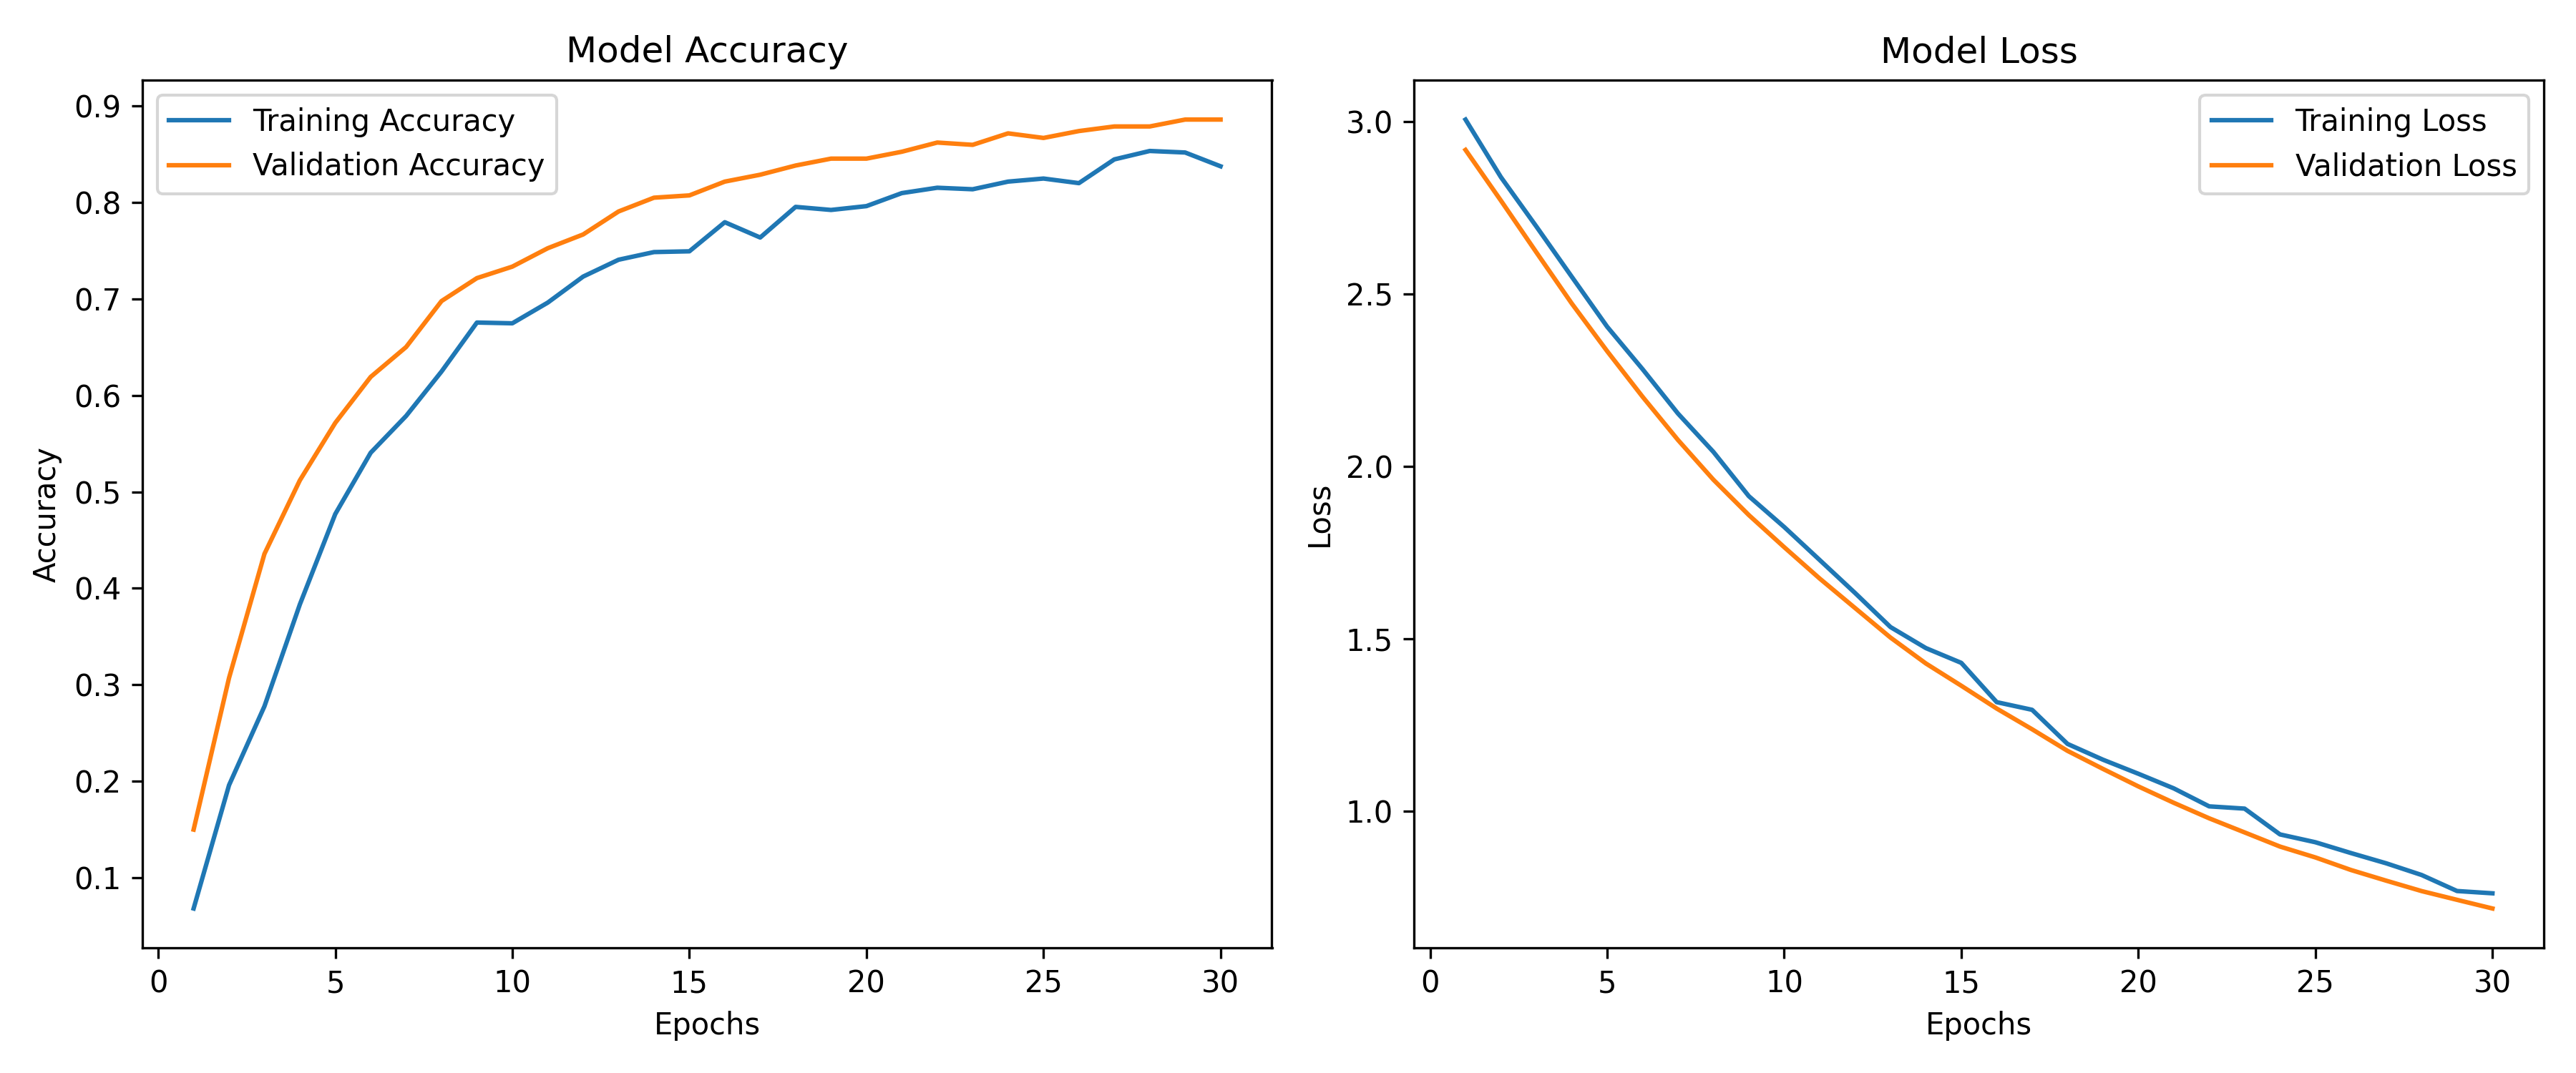 Model Accuracy
Training Accuracy
Validation Accuracy
0.9
0.8
0.7
0.6
0.5
0.4
0.3
0.2
0.1
Accuracy
0 5 10 15 20 25 30
Epochs
Model Loss
Training Loss
Validation Loss
3.0
2.5
2.0
1.5
1.0
Loss
0 5 10 15 20 25 30
Epochs